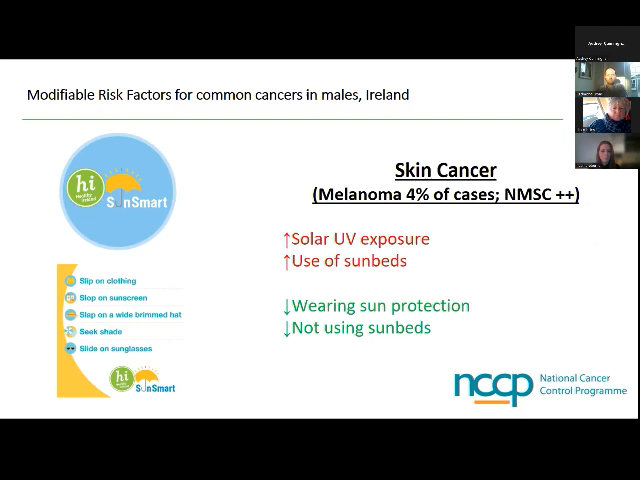 Modifiable Risk Factors for common cancers in males, Ireland
hi
Healthy
Ireland
SunSmart
Skin Cancer
(Melanoma 4% of cases; NMSC ++)
↑Solar UV exposure
↑Use of sunbeds
↓Wearing sun protection
↓Not using sunbeds
Slip on clothing
Slop on sunscreen
Slap on a wide brimmed hat
Seek shade
Slide on sunglasses
hi
SunSmart
nccp
National Cancer
Control Programme